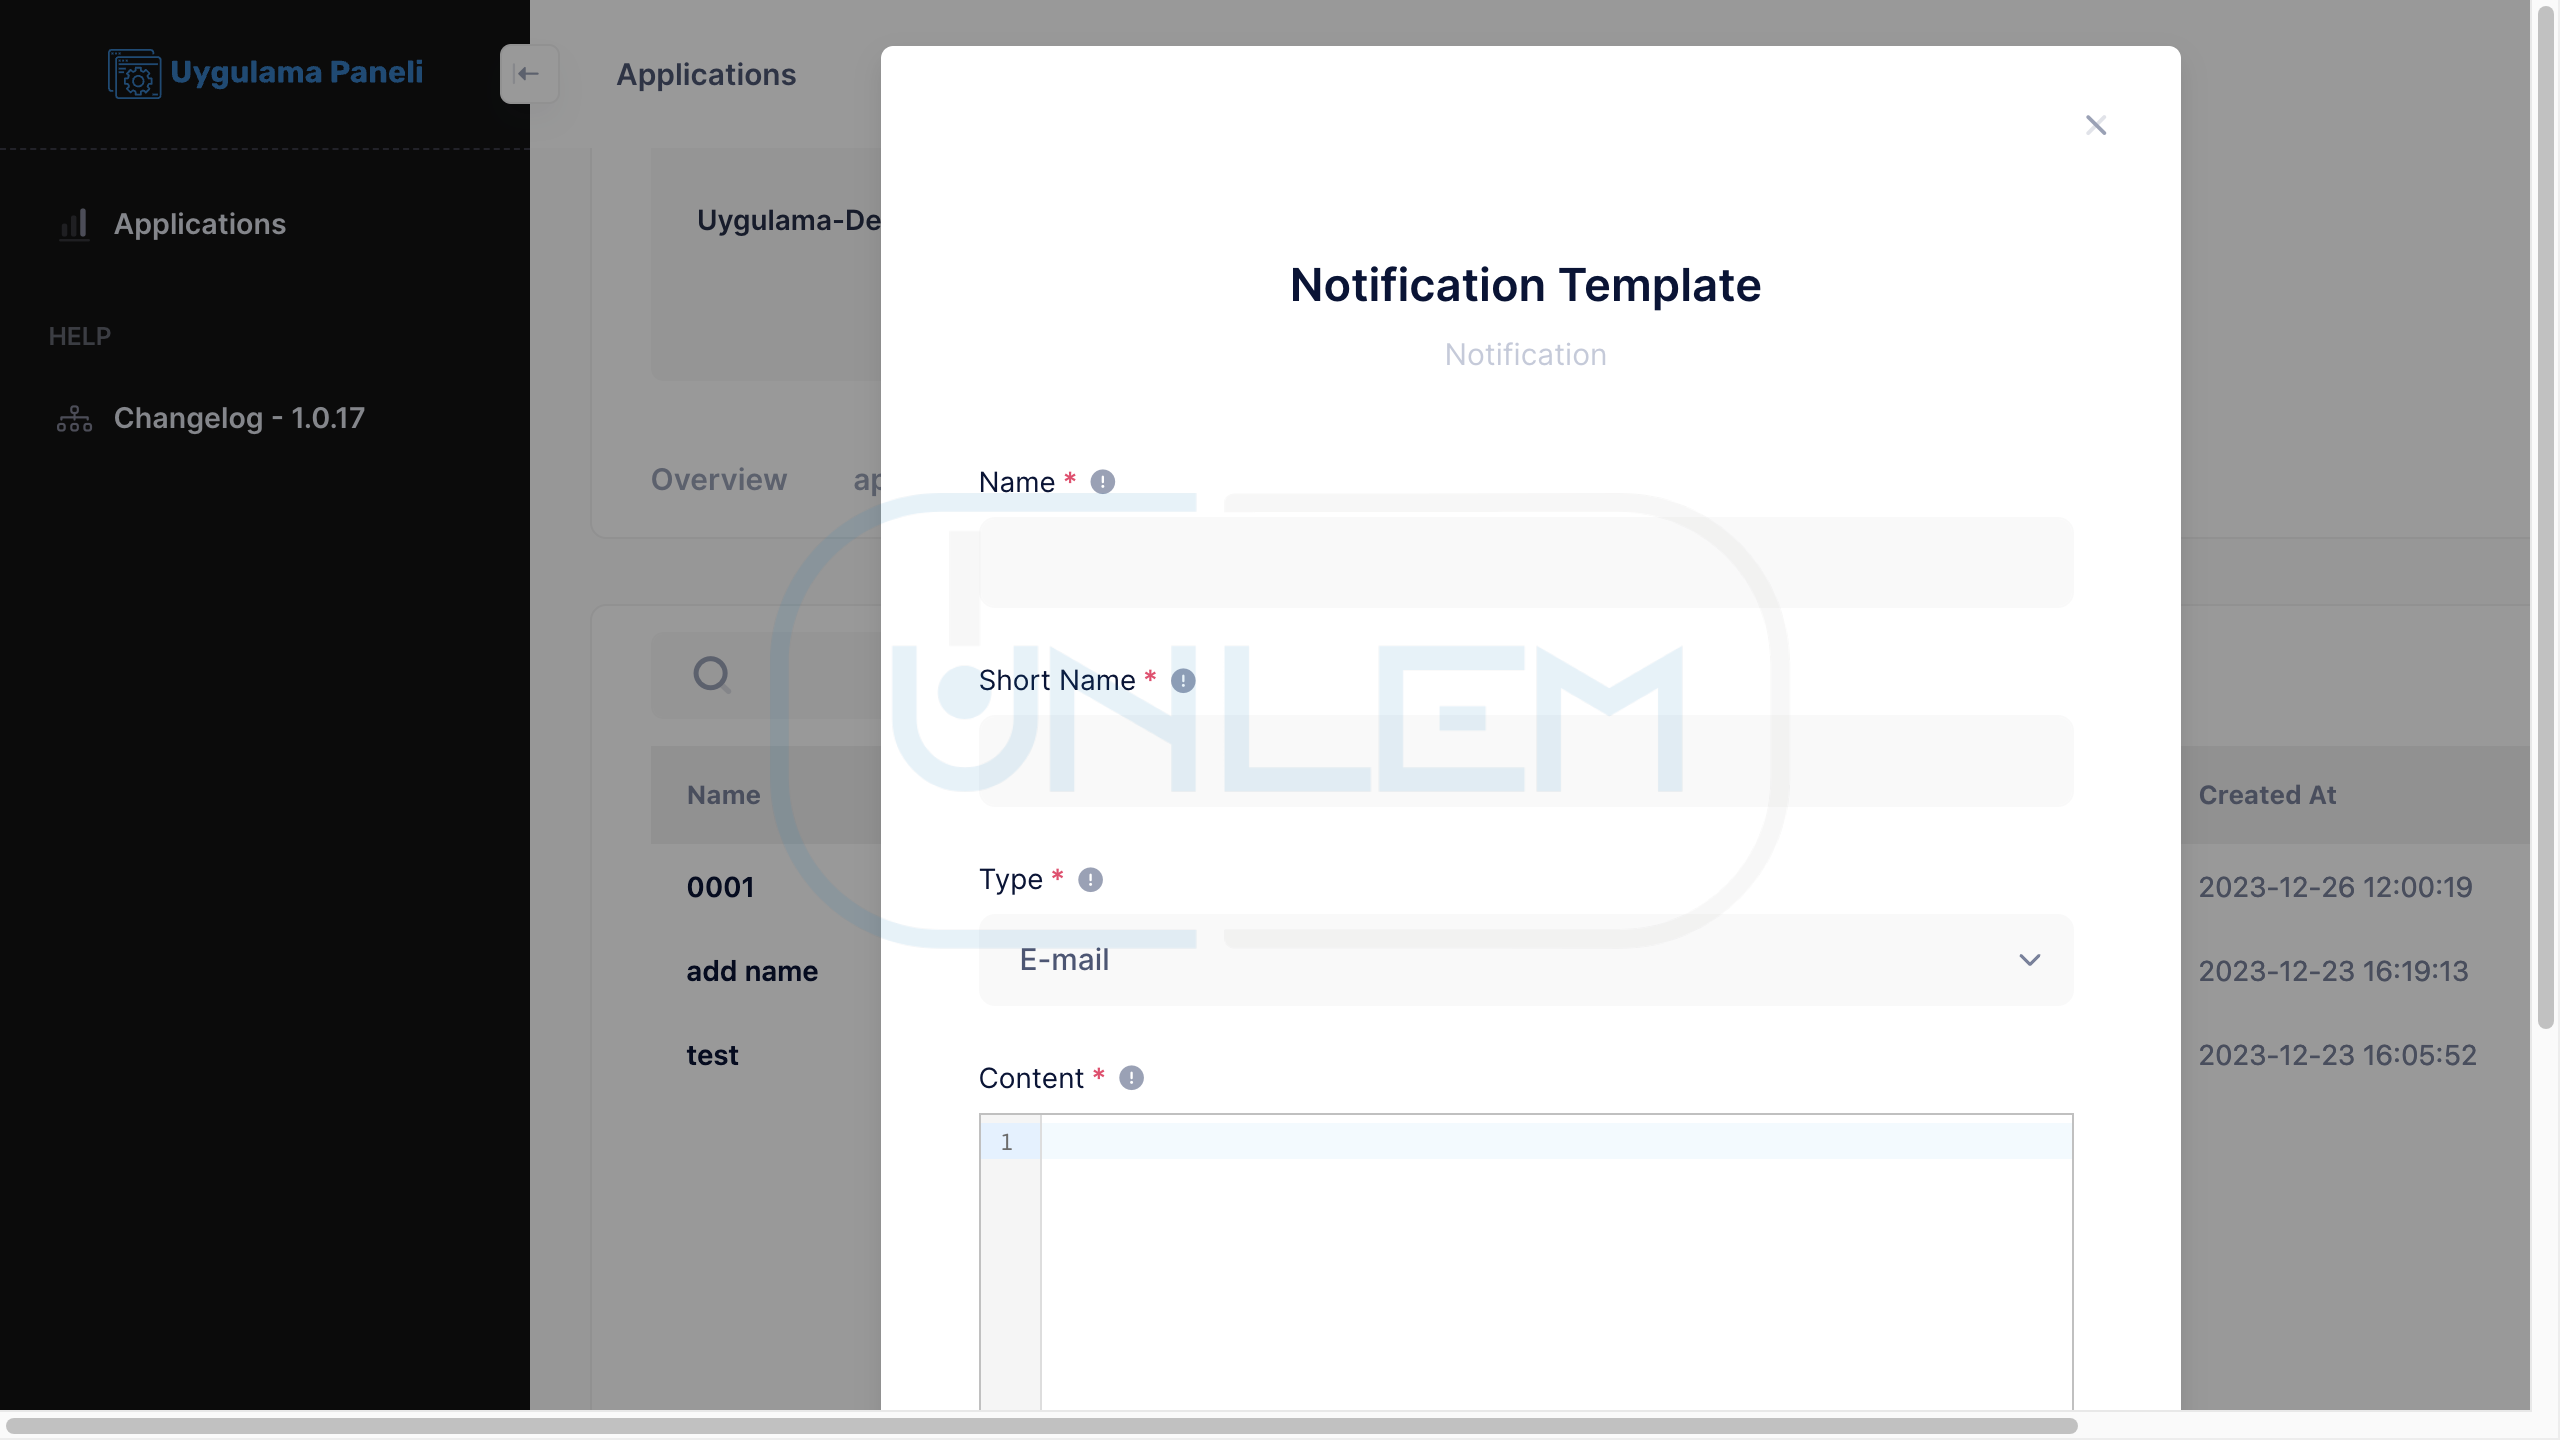 Uygulama Paneli
Applications
HELP
Changelog - 1.0.17
Applications
Uygulama-De
Overview
ap
Name
Created At
0001
2023-12-26 12:00:19
add name
2023-12-23 16:19:13
test
2023-12-23 16:05:52
Notification Template
Notification
Name *
Short Name *
Type *
E-mail
Content *
1
UNLEM